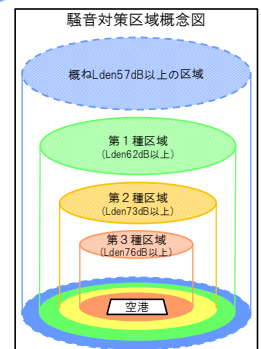 騒音対策区域概念図
概ねLden57dB以上の区域
第１種区域
(Lden62dB以上)
第２種区域
(Lden73dB以上)
第３種区域
(Lden76dB以上)
空港